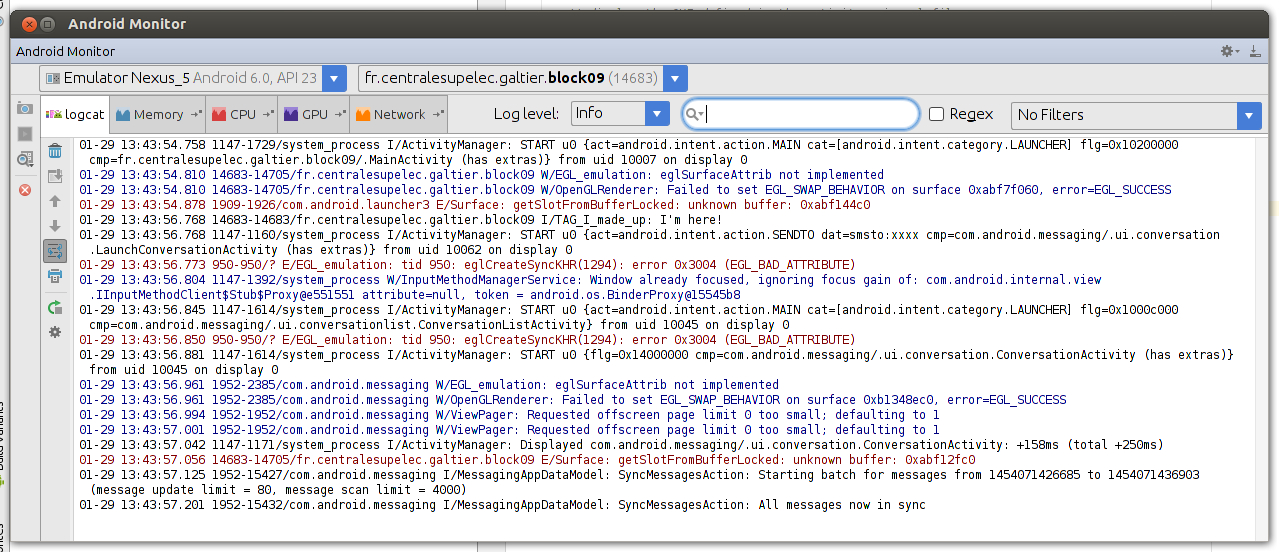 Android Monitor
Android Monitor
Emulator Nexus_5 Android 6.0, API 23 fr.centralesupelec.galtier.block09 (14683)
logcat Memory CPU GPU Network Log level: Info Regex No Filters
01-29 13:43:54.758 1147-1729/system_process I/ActivityManager: START u0 {act=android.intent.action.MAIN cat=[android.intent.category.LAUNCHER] flg=0x10200000
cmp=fr.centralesupelec.galtier.block09/.MainActivity (has extras)} from uid 10007 on display 0
01-29 13:43:54.810 14683-14705/fr.centralesupelec.galtier.block09 W/EGL_emulation: eglSurfaceAttrib not implemented
01-29 13:43:54.810 14683-14705/fr.centralesupelec.galtier.block09 W/OpenGLRenderer: Failed to set EGL_SWAP_BEHAVIOR on surface 0xabf7f060, error=EGL_SUCCESS
01-29 13:43:54.878 1909-1926/com.android.launcher3 E/Surface: getSlotFromBufferLocked: unknown buffer: 0xabf144c0
01-29 13:43:56.768 14683-14683/fr.centralesupelec.galtier.block09 I/TAG_I_made_up: I'm here!
01-29 13:43:56.768 1147-1160/system_process I/ActivityManager: START u0 {act=android.intent.action.SENDTO dat=smsto:xxxx cmp=com.android.messaging/.ui.conversation
.LaunchConversationActivity (has extras)} from uid 10062 on display 0
01-29 13:43:56.773 950-950/? E/EGL_emulation: tid 950: eglCreateSyncKHR(1294): error 0x3004 (EGL_BAD_ATTRIBUTE)
01-29 13:43:56.804 1147-1392/system_process W/InputMethodManagerService: Window already focused, ignoring focus gain of: com.android.internal.view
.IInputMethodClient$Stub$Proxy@e551551 attribute=null, token = android.os.BinderProxy@15545b8
01-29 13:43:56.845 1147-1614/system_process I/ActivityManager: START u0 {act=android.intent.action.MAIN cat=[android.intent.category.LAUNCHER] flg=0x1000c000
cmp=com.android.messaging/.ui.conversationlist.ConversationListActivity} from uid 10045 on display 0
01-29 13:43:56.850 950-950/? E/EGL_emulation: tid 950: eglCreateSyncKHR(1294): error 0x3004 (EGL_BAD_ATTRIBUTE)
01-29 13:43:56.881 1147-1614/system_process I/ActivityManager: START u0 {flg=0x14000000 cmp=com.android.messaging/.ui.conversation.ConversationActivity (has extras)}
from uid 10045 on display 0
01-29 13:43:56.961 1952-2385/com.android.messaging W/EGL_emulation: eglSurfaceAttrib not implemented
01-29 13:43:56.961 1952-2385/com.android.messaging W/OpenGLRenderer: Failed to set EGL_SWAP_BEHAVIOR on surface 0xb1348ec0, error=EGL_SUCCESS
01-29 13:43:56.994 1952-1952/com.android.messaging W/ViewPager: Requested offscreen page limit 0 too small; defaulting to 1
01-29 13:43:57.001 1952-1952/com.android.messaging W/ViewPager: Requested offscreen page limit 0 too small; defaulting to 1
01-29 13:43:57.042 1147-1171/system_process I/ActivityManager: Displayed com.android.messaging/.ui.conversation.ConversationActivity: +158ms (total +250ms)
01-29 13:43:57.056 14683-14705/fr.centralesupelec.galtier.block09 E/Surface: getSlotFromBufferLocked: unknown buffer: 0xabf12fc0
01-29 13:43:57.125 1952-15427/com.android.messaging I/MessagingAppDataModel: SyncMessagesAction: Starting batch for messages from 1454071426685 to 1454071436903
(message update limit = 80, message scan limit = 4000)
01-29 13:43:57.201 1952-15432/com.android.messaging I/MessagingAppDataModel: SyncMessagesAction: All messages now in sync